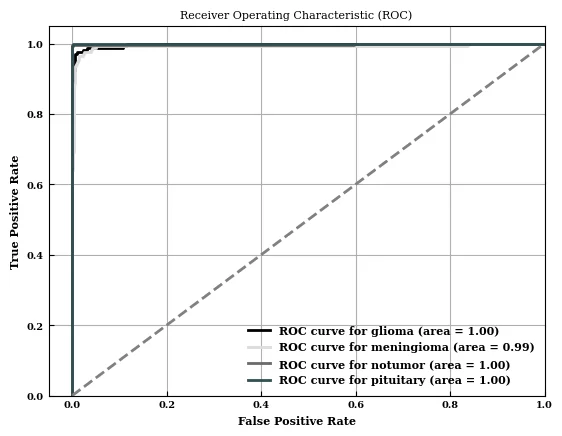 Receiver Operating Characteristic (ROC)
1.0
0.8
0.6
0.4
0.2
0.0
True Positive Rate
ROC curve for glioma (area = 1.00)
ROC curve for meningioma (area = 0.99)
ROC curve for notumor (area = 1.00)
ROC curve for pituitary (area = 1.00)
0.0 0.2 0.4 0.6 0.8 1.0
False Positive Rate